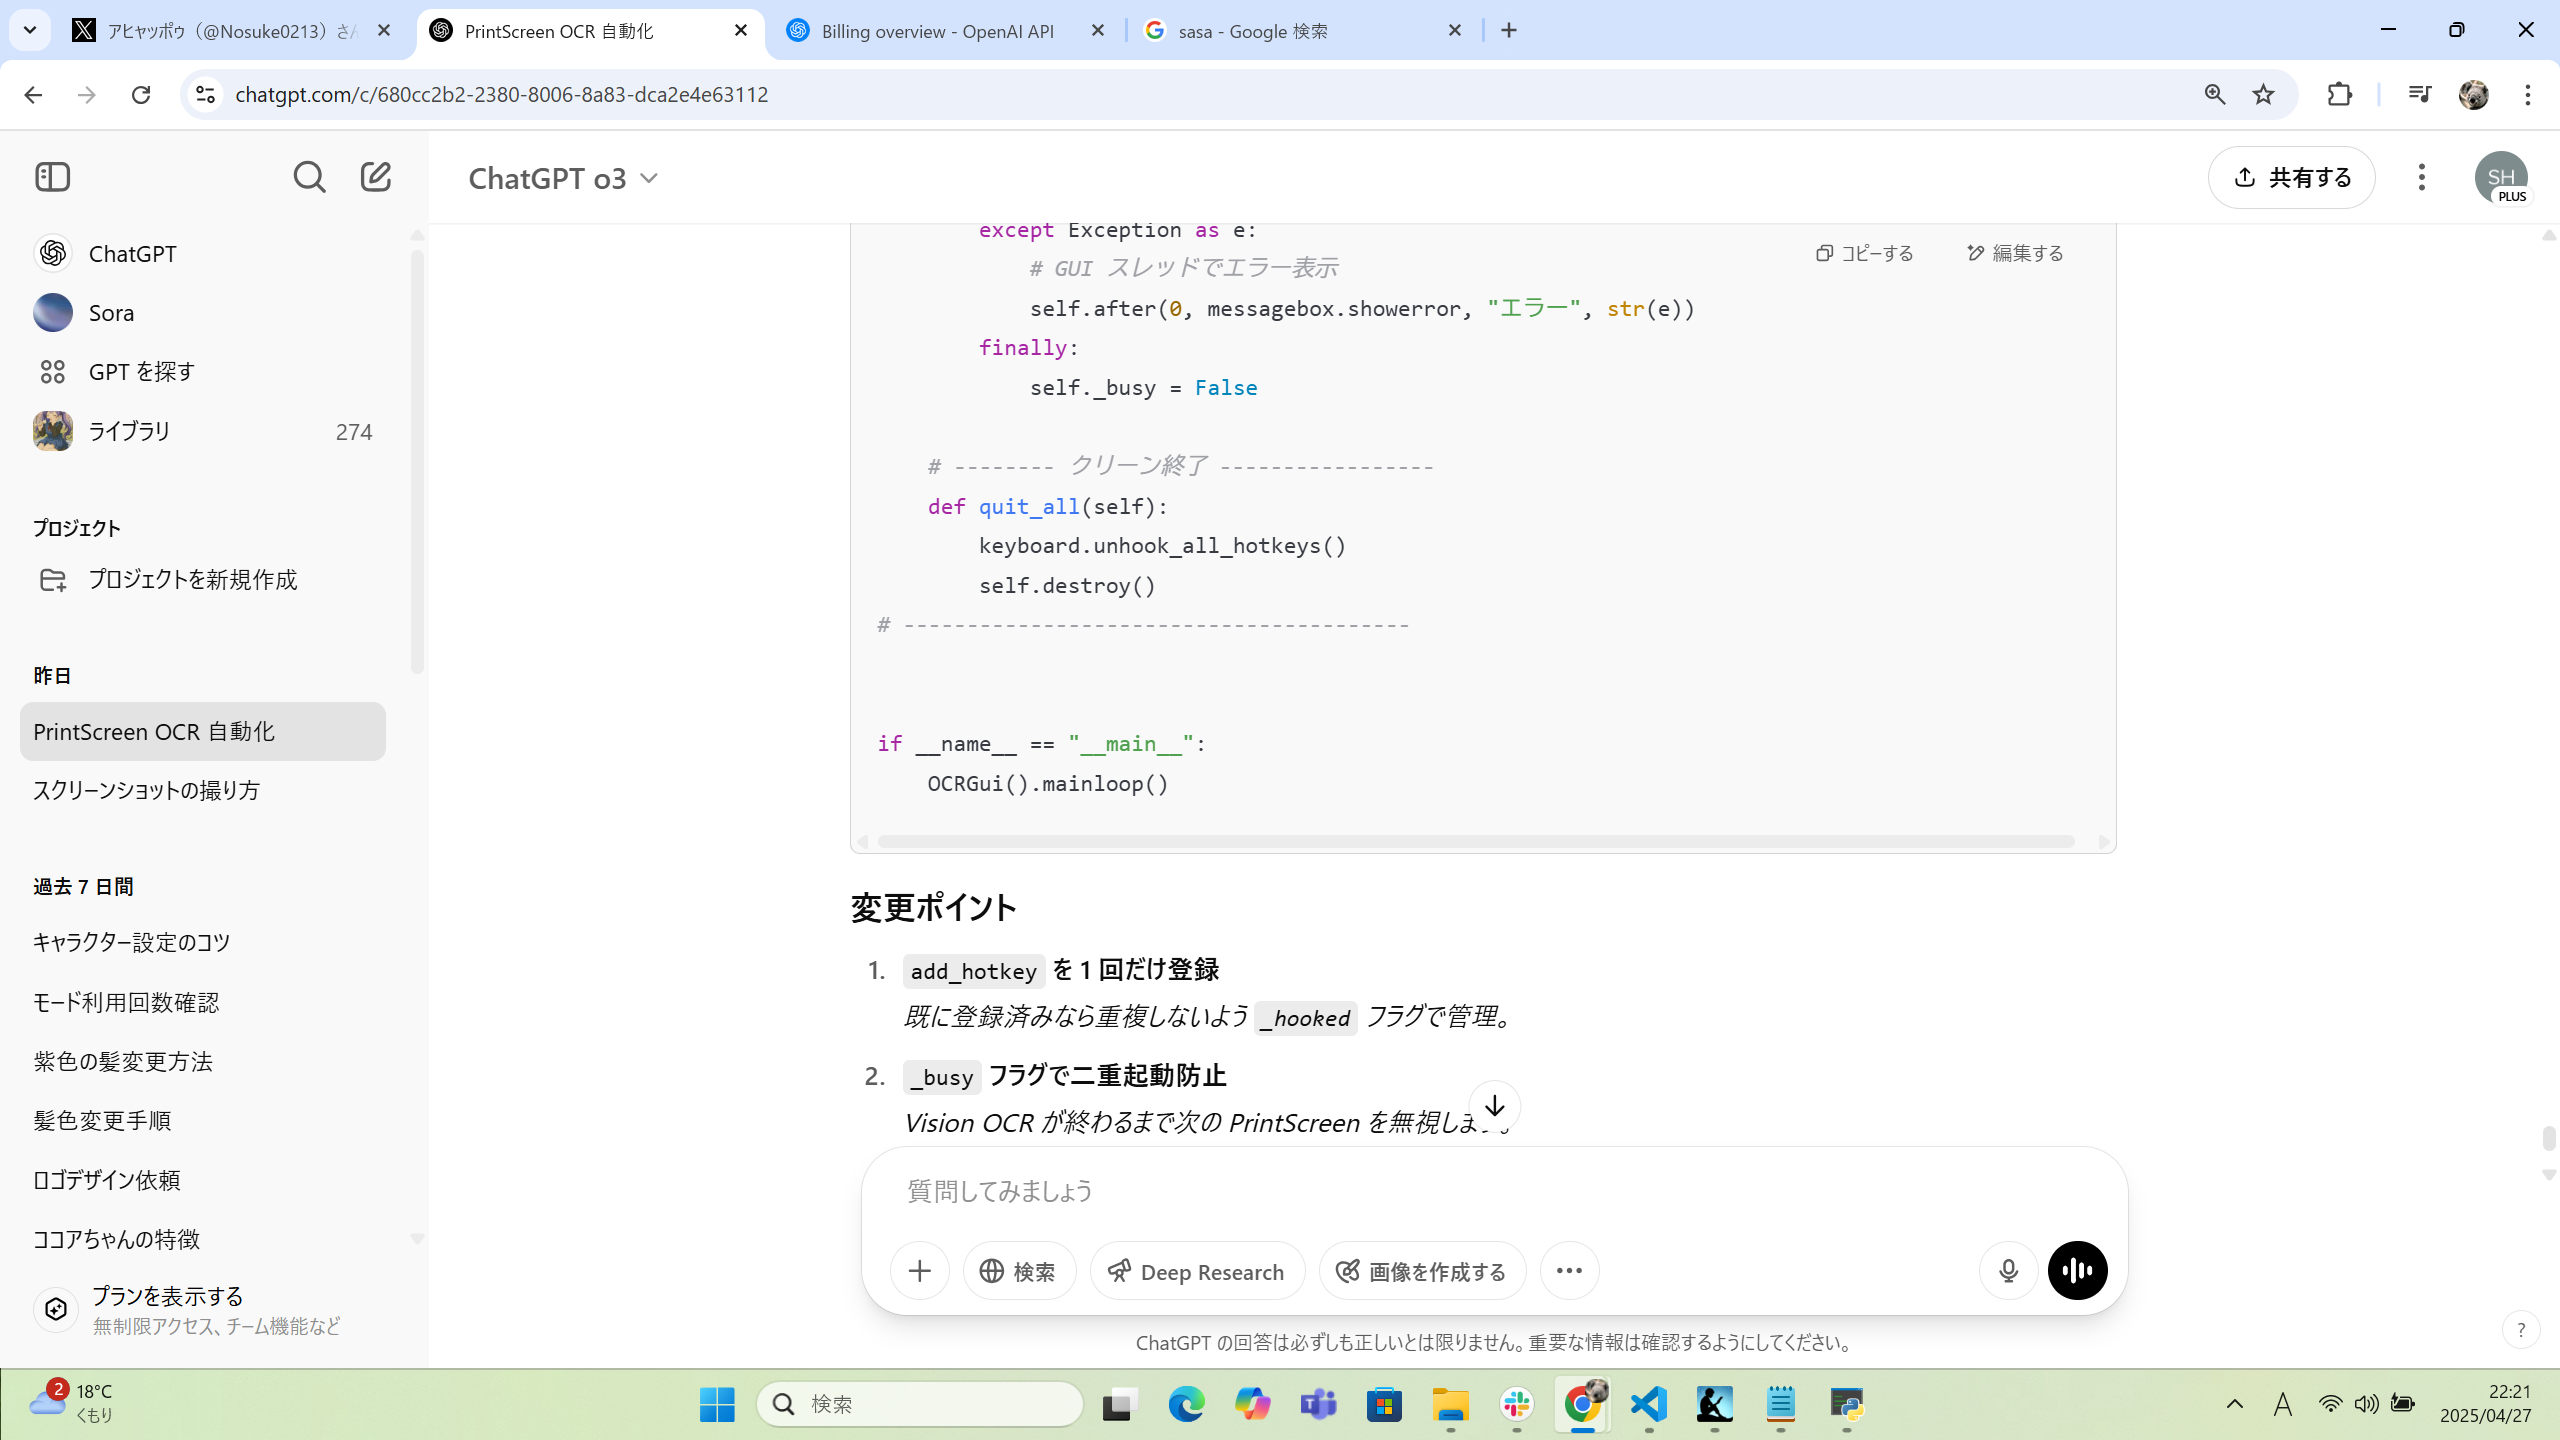 アヒャッポゥ（@Nosuke0213）さん
PrintScreen OCR 自動化
Billing overview - OpenAI API
sasa - Google 検索
chatgpt.com/c/680cc2b2-2380-8006-8a83-dca2e4e63112
ChatGPT o3
共有する
SH
PLUS
ChatGPT
Sora
GPT を探す
ライブラリ 274
プロジェクト
プロジェクトを新規作成
昨日
PrintScreen OCR 自動化
スクリーンショットの撮り方
過去 7 日間
キャラクター設定のコツ
モード利用回数確認
紫色の髪変更方法
髪色変更手順
ロゴデザイン依頼
ココアちゃんの特徴
プランを表示する
無制限アクセス、チーム機能など
コピーする 編集する
except Exception as e:
# GUI スレッドでエラー表示
self.after(0, messagebox.showerror, "エラー", str(e))
finally:
self._busy = False
# -------- クリーン終了 -----------------
def quit_all(self):
keyboard.unhook_all_hotkeys()
self.destroy()
# ----------------------------------------
if __name__ == "__main__":
OCRGui().mainloop()
変更ポイント
1. add_hotkey を 1 回だけ登録
既に登録済みなら重複しないよう _hooked フラグで管理。
2. _busy フラグで二重起動防止
Vision OCR が終わるまで次の PrintScreen を無視します。
質問してみましょう
検索
Deep Research
画像を作成する
ChatGPT の回答は必ずしも正しいとは限りません。重要な情報は確認するようにしてください。
?
2
18°C
くもり
検索
A
22:21
2025/04/27